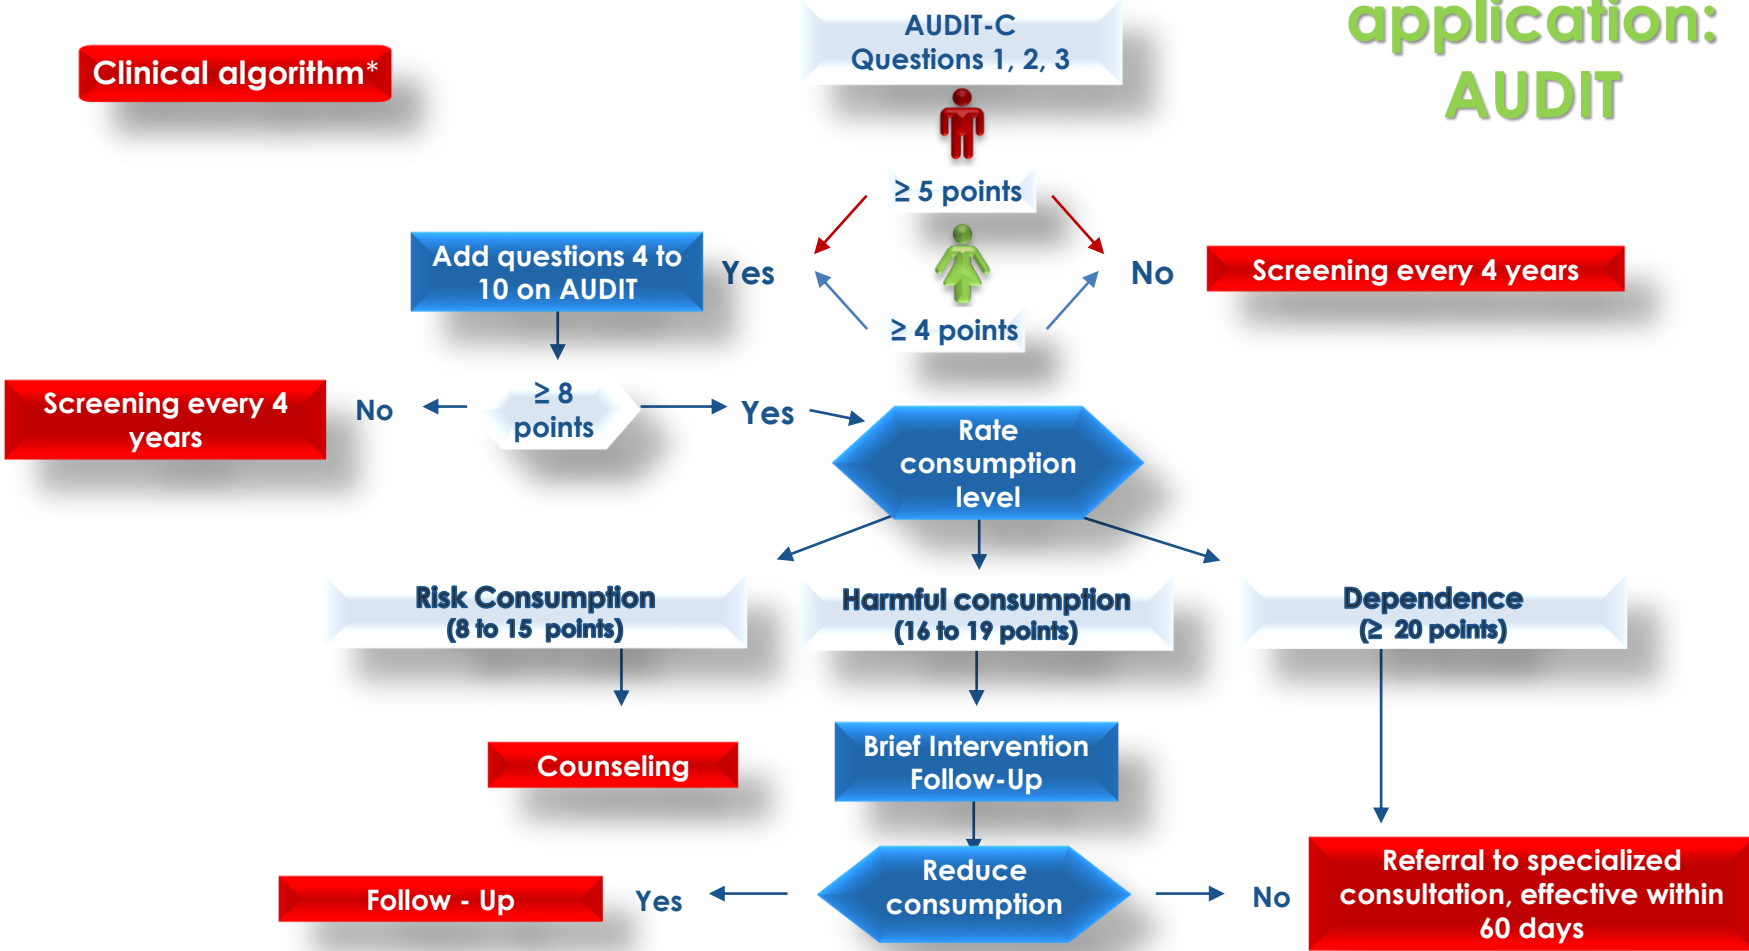 application:
AUDIT
Clinical algorithm*
AUDIT-C
Questions 1, 2, 3
≥ 5 points
≥ 4 points
Yes
No
Add questions 4 to
10 on AUDIT
Screening every 4 years
≥ 8
points
No
Yes
Screening every 4
years
Rate
consumption
level
Risk Consumption
(8 to 15 points)
Harmful consumption
(16 to 19 points)
Dependence
(≥ 20 points)
Counseling
Brief Intervention
Follow-Up
Reduce
consumption
Yes
No
Follow - Up
Referral to specialized
consultation, effective within
60 days